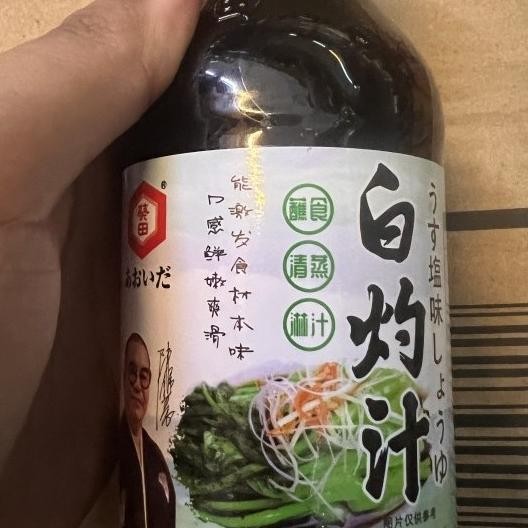 葵田
®
あおいだ
能激发食材本味
口感鲜嫩爽滑
蘸食
清蒸
淋汁
白灼汁
うす塩味しょうゆ
图片仅供参考